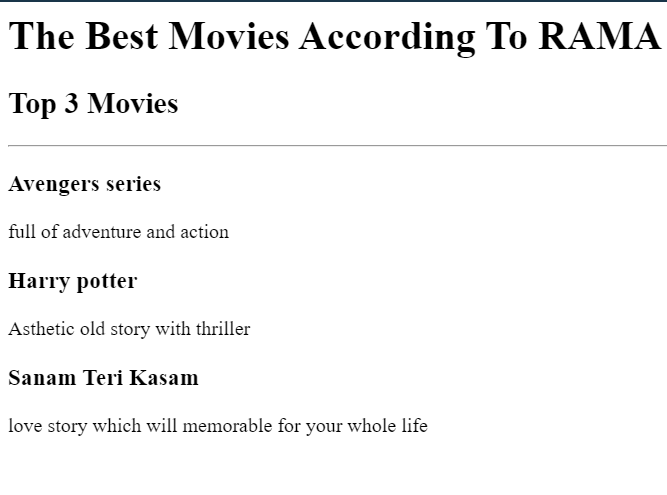 The Best Movies According To RAMA
Top 3 Movies
Avengers series
full of adventure and action
Harry potter
Asthetic old story with thriller
Sanam Teri Kasam
love story which will memorable for your whole life